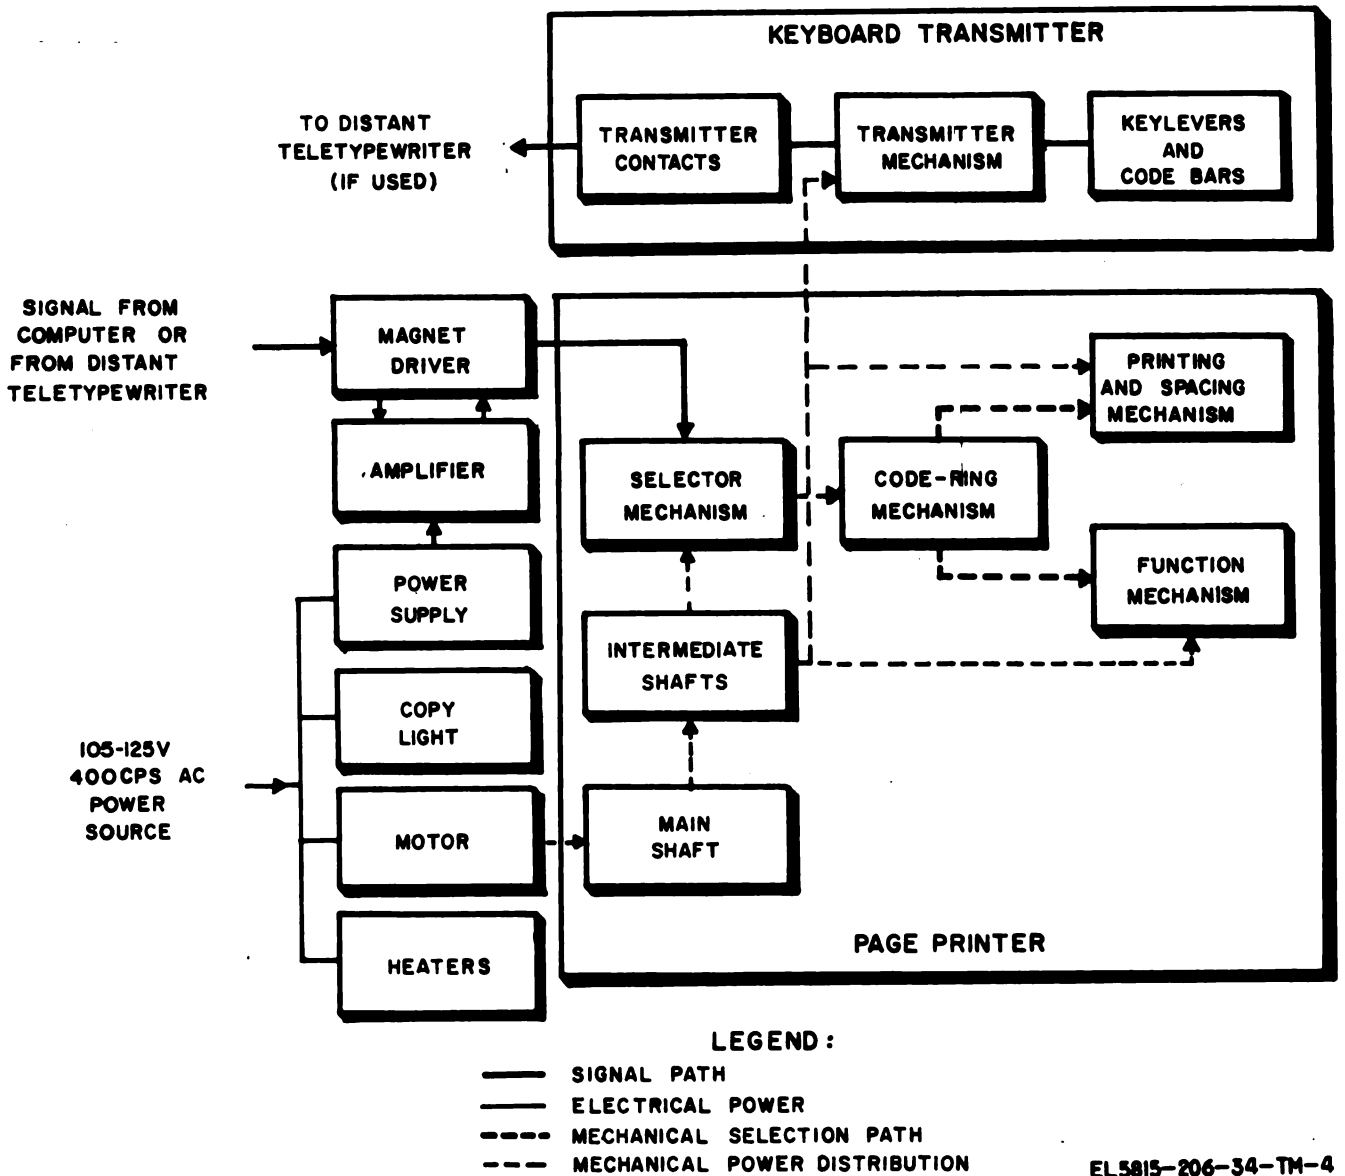 KEYBOARD TRANSMITTER
TO DISTANT
TELETYPEWRITER
(IF USED)
TRANSMITTER
CONTACTS
TRANSMITTER
MECHANISM
KEYLEVERS
AND
CODE BARS
SIGNAL FROM
COMPUTER OR
FROM DISTANT
TELETYPEWRITER
MAGNET
DRIVER
PRINTING
AND SPACING
MECHANISM
AMPLIFIER
SELECTOR
MECHANISM
CODE-RING
MECHANISM
POWER
SUPPLY
FUNCTION
MECHANISM
INTERMEDIATE
SHAFTS
COPY
LIGHT
105-125V
400CPS AC
POWER
SOURCE
MOTOR
MAIN
SHAFT
HEATERS
PAGE PRINTER
LEGEND:
SIGNAL PATH
ELECTRICAL POWER
MECHANICAL SELECTION PATH
MECHANICAL POWER DISTRIBUTION
EL5815-206-34-TM-4